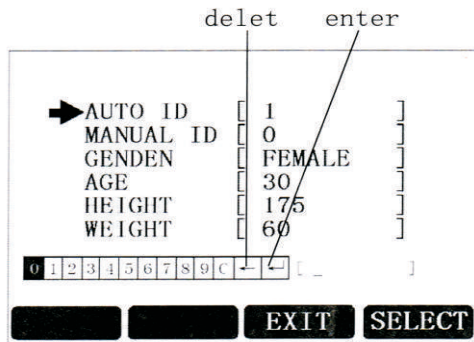 delet enter
AUTO ID [ 1 ]
MANUAL ID [ 0 ]
GENDEN [ FEMALE ]
AGE [ 30 ]
HEIGHT [ 175 ]
WEIGHT [ 60 ]
0 1 2 3 4 5 6 7 8 9 C ← ↵ [ _ ]
EXIT SELECT